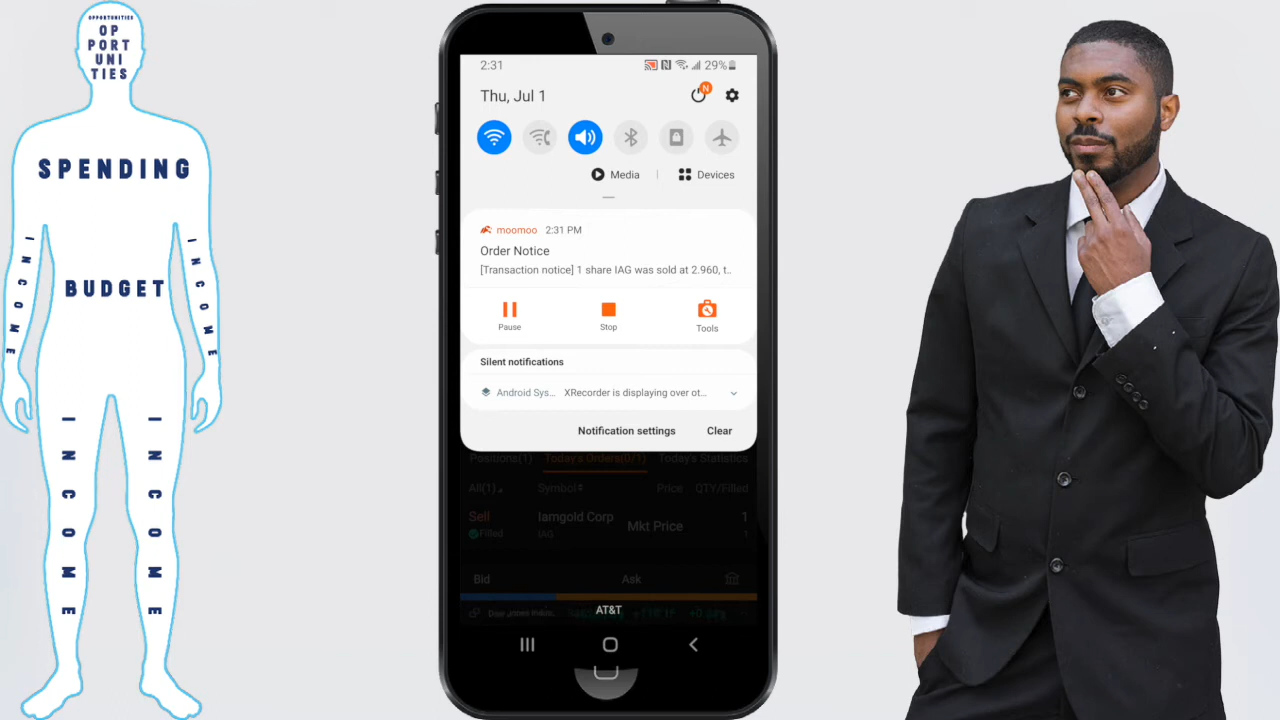 OPPORTUNITIES
OP
PORT
UNI
TIES
SPENDING
BUDGET
INCOME
INCOME
INCOME
INCOME
2:31
29%
Thu, Jul 1
N
Media
Devices
moomoo 2:31 PM
Order Notice
[Transaction notice] 1 share IAG was sold at 2.960, t..
Pause
Stop
Tools
Silent notifications
Android Sys... XRecorder is displaying over ot...
Notification settings
Clear
Positions(1) Today's Orders(0/1) Today's Statistics
All(1) Symbol Price QTY/Filled
Sell Iamgold Corp Mkt Price 1
Filled IAG 1
Bid Ask
AT&T